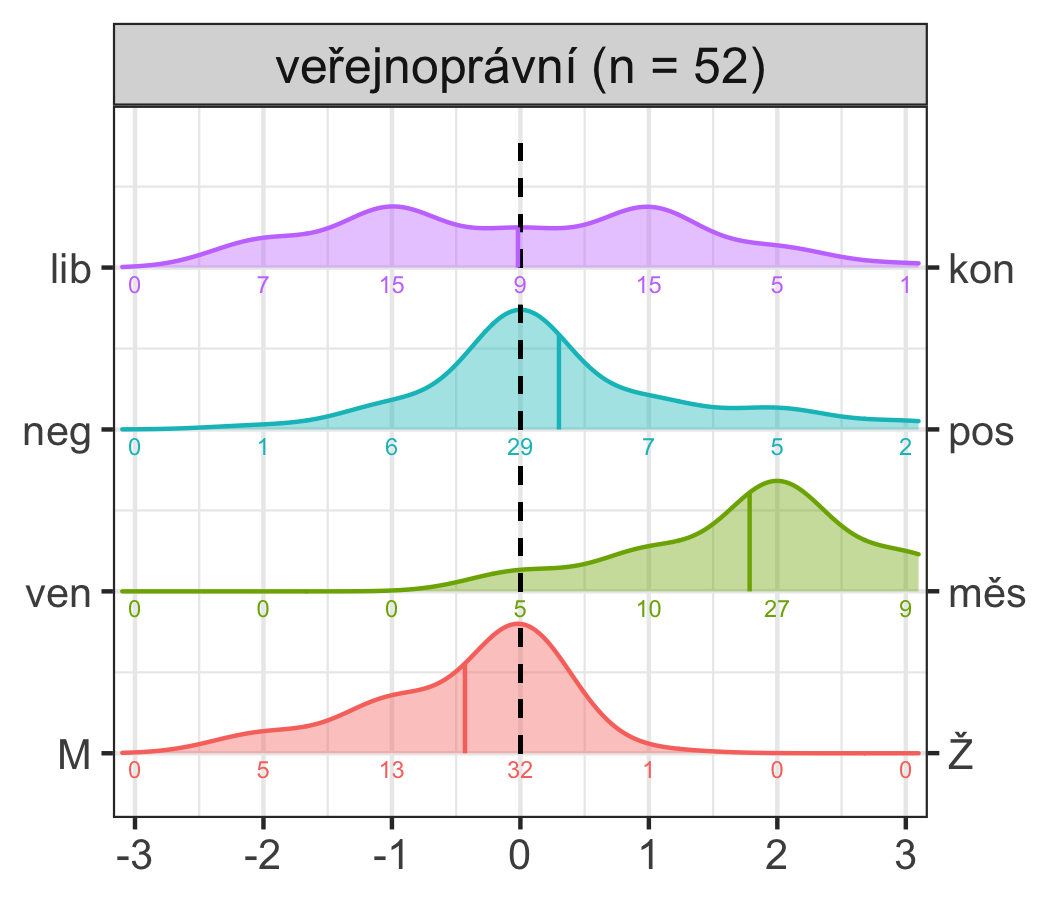 veřejnoprávní (n = 52)
lib kon
0 7 15 9 15 5 1
neg pos
0 1 6 29 7 5 2
ven měs
0 0 0 5 10 27 9
M Ž
0 5 13 32 1 0 0
-3 -2 -1 0 1 2 3